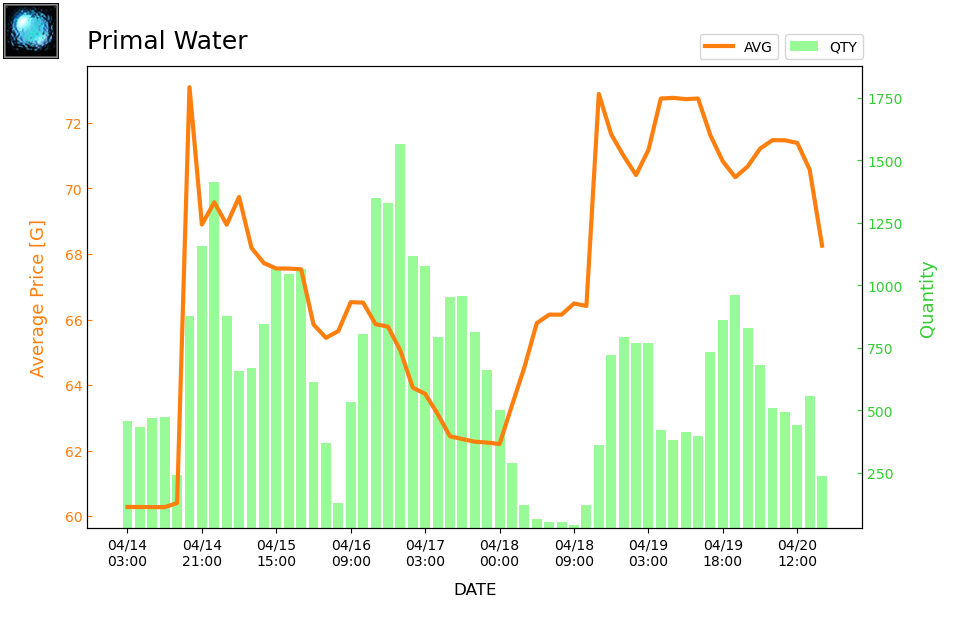 Primal Water
AVG QTY
72
70
68
66
64
62
60
Average Price [G]
1750
1500
1250
1000
750
500
250
Quantity
04/14 04/14 04/15 04/16 04/17 04/18 04/18 04/19 04/19 04/20
03:00 21:00 15:00 09:00 03:00 00:00 09:00 03:00 18:00 12:00
DATE